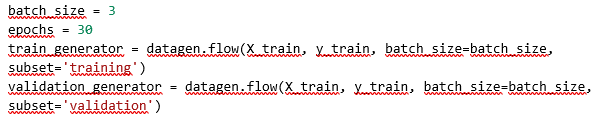 batch_size = 3
epochs = 30
train_generator = datagen.flow(X_train, y_train, batch_size=batch_size,
subset='training')
validation_generator = datagen.flow(X_train, y_train, batch_size=batch_size,
subset='validation')